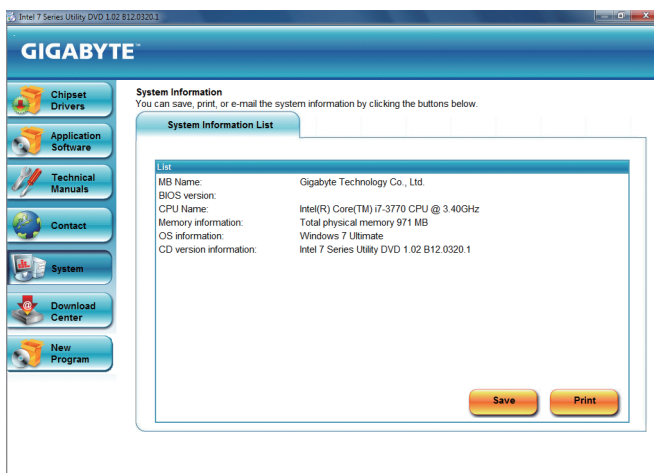 Intel 7 Series Utility DVD 1.02 B12.0320.1
GIGABYTE™
Chipset
Drivers
Application
Software
Technical
Manuals
Contact
System
Download
Center
New
Program
System Information
You can save, print, or e-mail the system information by clicking the buttons below.
System Information List
List
MB Name: Gigabyte Technology Co., Ltd.
BIOS version:
CPU Name: Intel(R) Core(TM) i7-3770 CPU @ 3.40GHz
Memory information: Total physical memory 971 MB
OS information: Windows 7 Ultimate
CD version information: Intel 7 Series Utility DVD 1.02 B12.0320.1
Save Print